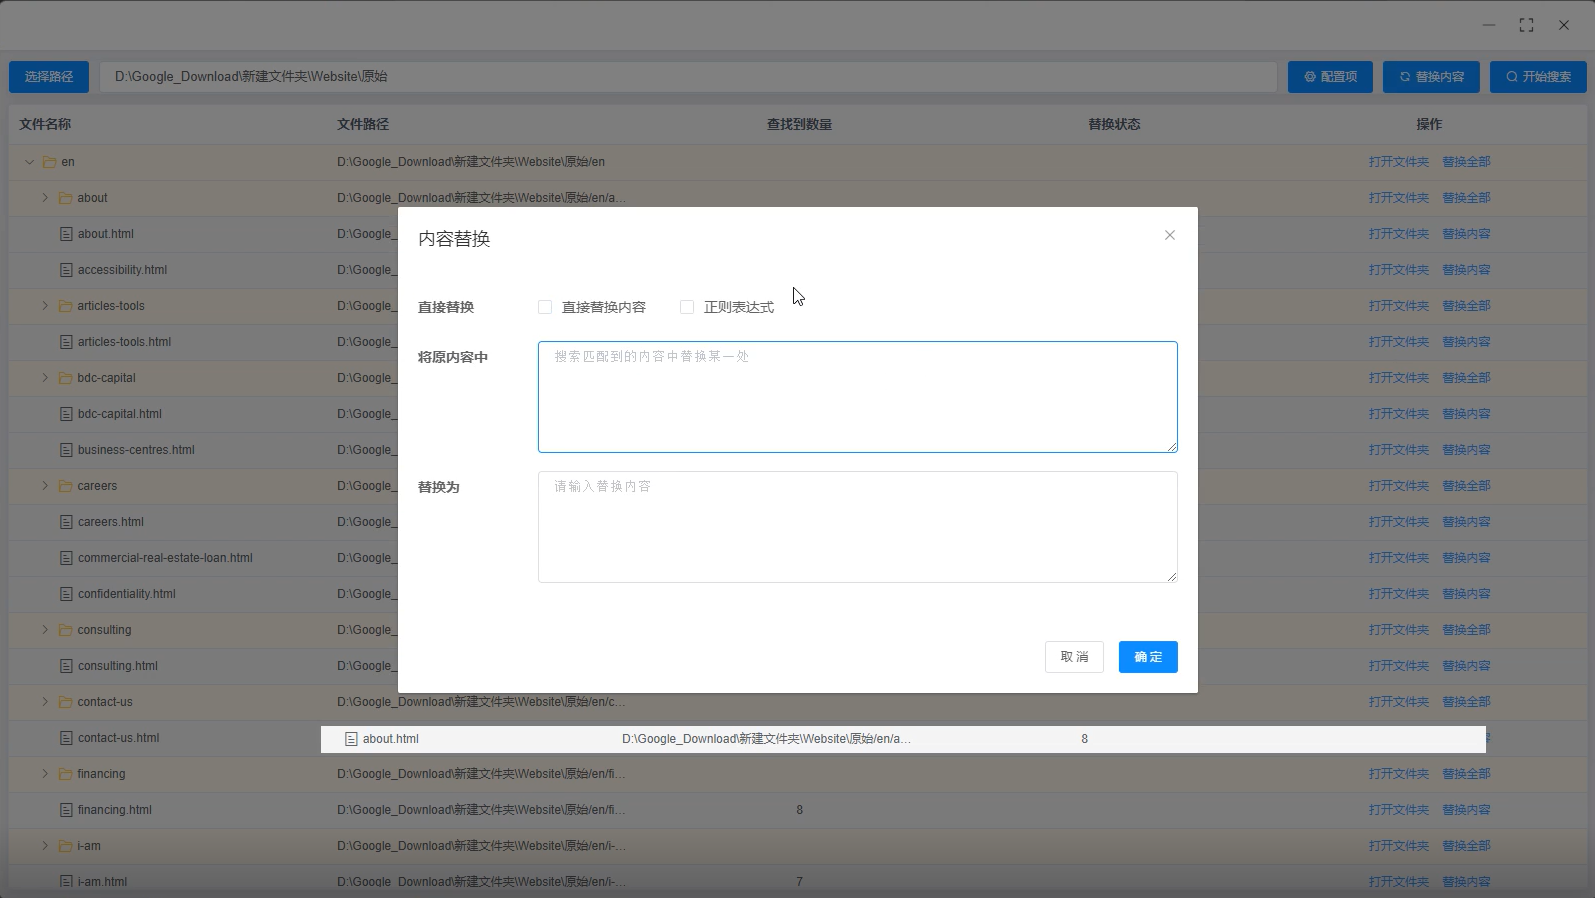 选择路径 D:\Google_Download\新建文件夹\Website\原始 配置项 替换内容 开始搜索
文件名称 文件路径 查找到数量 替换状态 操作
en D:\Google_Download\新建文件夹\Website\原始/en 打开文件夹 替换全部
about D:\Google_Download\新建文件夹\Website\原始/en/a... 打开文件夹 替换全部
about.html D:\Google_ 打开文件夹 替换内容
accessibility.html D:\Google_ 打开文件夹 替换内容
articles-tools D:\Google_ 打开文件夹 替换全部
articles-tools.html D:\Google_ 打开文件夹 替换内容
bdc-capital D:\Google_ 打开文件夹 替换全部
bdc-capital.html D:\Google_ 打开文件夹 替换内容
business-centres.html D:\Google_ 打开文件夹 替换内容
careers D:\Google_ 打开文件夹 替换全部
careers.html D:\Google_ 打开文件夹 替换内容
commercial-real-estate-loan.html D:\Google_ 打开文件夹 替换内容
confidentiality.html D:\Google_ 打开文件夹 替换内容
consulting D:\Google_ 打开文件夹 替换全部
consulting.html D:\Google_ 打开文件夹 替换内容
内容替换
直接替换 直接替换内容 正则表达式
将原内容中 搜索匹配到的内容中替换某一处
替换为 请输入替换内容
取消 确定
contact-us D:\Google_Download\新建文件夹\Website\原始/en/c... 打开文件夹 替换全部
contact-us.html
about.html D:\Google_Download\新建文件夹\Website\原始/en/a... 8
financing D:\Google_Download\新建文件夹\Website\原始/en/fi... 打开文件夹 替换全部
financing.html D:\Google_Download\新建文件夹\Website\原始/en/fi... 8 打开文件夹 替换内容
i-am D:\Google_Download\新建文件夹\Website\原始/en/i-... 打开文件夹 替换全部
i-am.html D:\Google_Download\新建文件夹\Website\原始/en/i-... 7 打开文件夹 替换内容